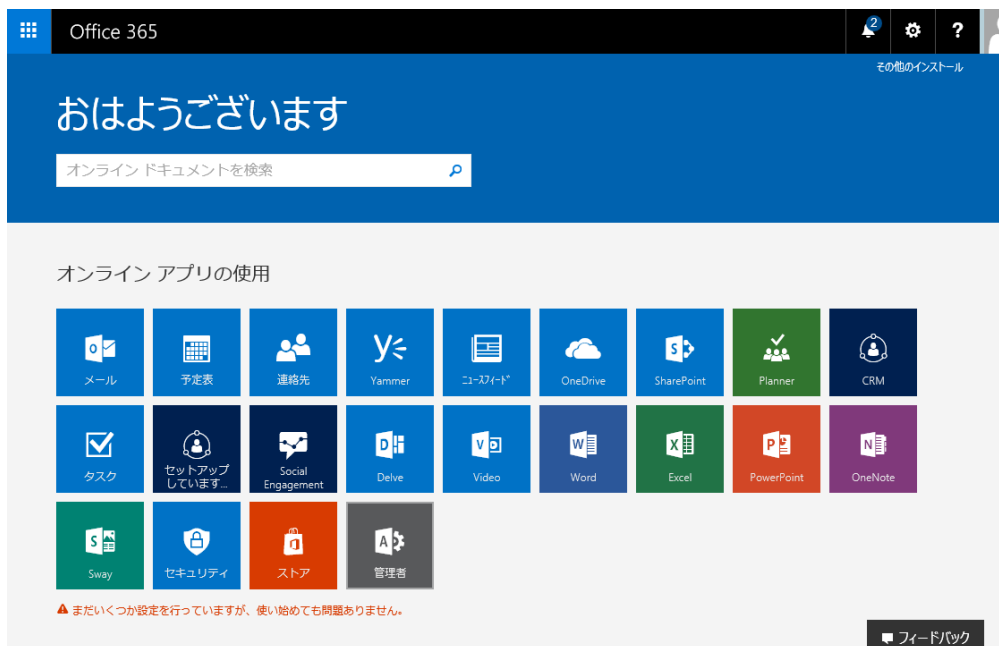 Office 365
2
?
その他のインストール
おはようございます
オンライン ドキュメントを検索
オンライン アプリの使用
メール
予定表
連絡先
Yammer
ﾆｭｰｽﾌｨｰﾄﾞ
OneDrive
SharePoint
Planner
CRM
タスク
セットアップ
しています...
Social
Engagement
Delve
Video
Word
Excel
PowerPoint
OneNote
Sway
セキュリティ
ストア
管理者
まだいくつか設定を行っていますが、使い始めても問題ありません。
フィードバック